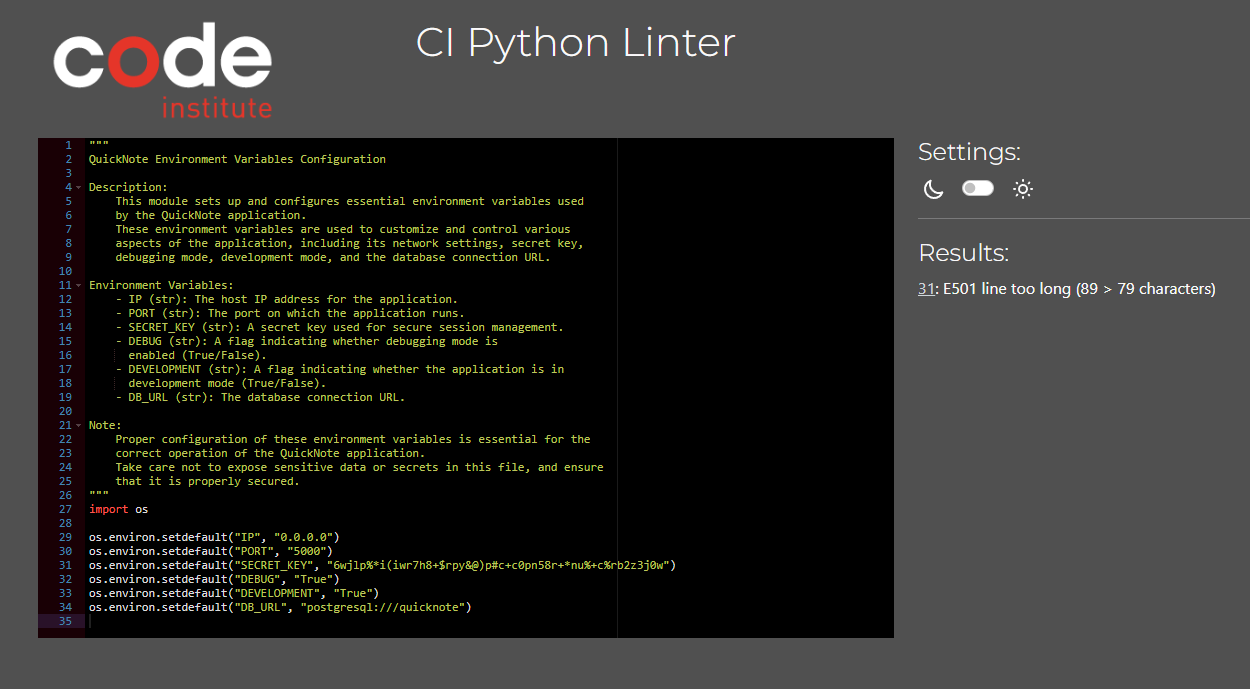 code
institute
CI Python Linter
1 """
2 QuickNote Environment Variables Configuration
3
4 Description:
5 This module sets up and configures essential environment variables used
6 by the QuickNote application.
7 These environment variables are used to customize and control various
8 aspects of the application, including its network settings, secret key,
9 debugging mode, development mode, and the database connection URL.
10
11 Environment Variables:
12 - IP (str): The host IP address for the application.
13 - PORT (str): The port on which the application runs.
14 - SECRET_KEY (str): A secret key used for secure session management.
15 - DEBUG (str): A flag indicating whether debugging mode is
16 enabled (True/False).
17 - DEVELOPMENT (str): A flag indicating whether the application is in
18 development mode (True/False).
19 - DB_URL (str): The database connection URL.
20
21 Note:
22 Proper configuration of these environment variables is essential for the
23 correct operation of the QuickNote application.
24 Take care not to expose sensitive data or secrets in this file, and ensure
25 that it is properly secured.
26 """
27 import os
28
29 os.environ.setdefault("IP", "0.0.0.0")
30 os.environ.setdefault("PORT", "5000")
31 os.environ.setdefault("SECRET_KEY", "6wjlp%*i(iwr7h8+$rpy&@)p#c+c0pn58r+*nu%+c%rb2z3j0w")
32 os.environ.setdefault("DEBUG", "True")
33 os.environ.setdefault("DEVELOPMENT", "True")
34 os.environ.setdefault("DB_URL", "postgresql:///quicknote")
35
Settings:
Results:
31: E501 line too long (89 > 79 characters)